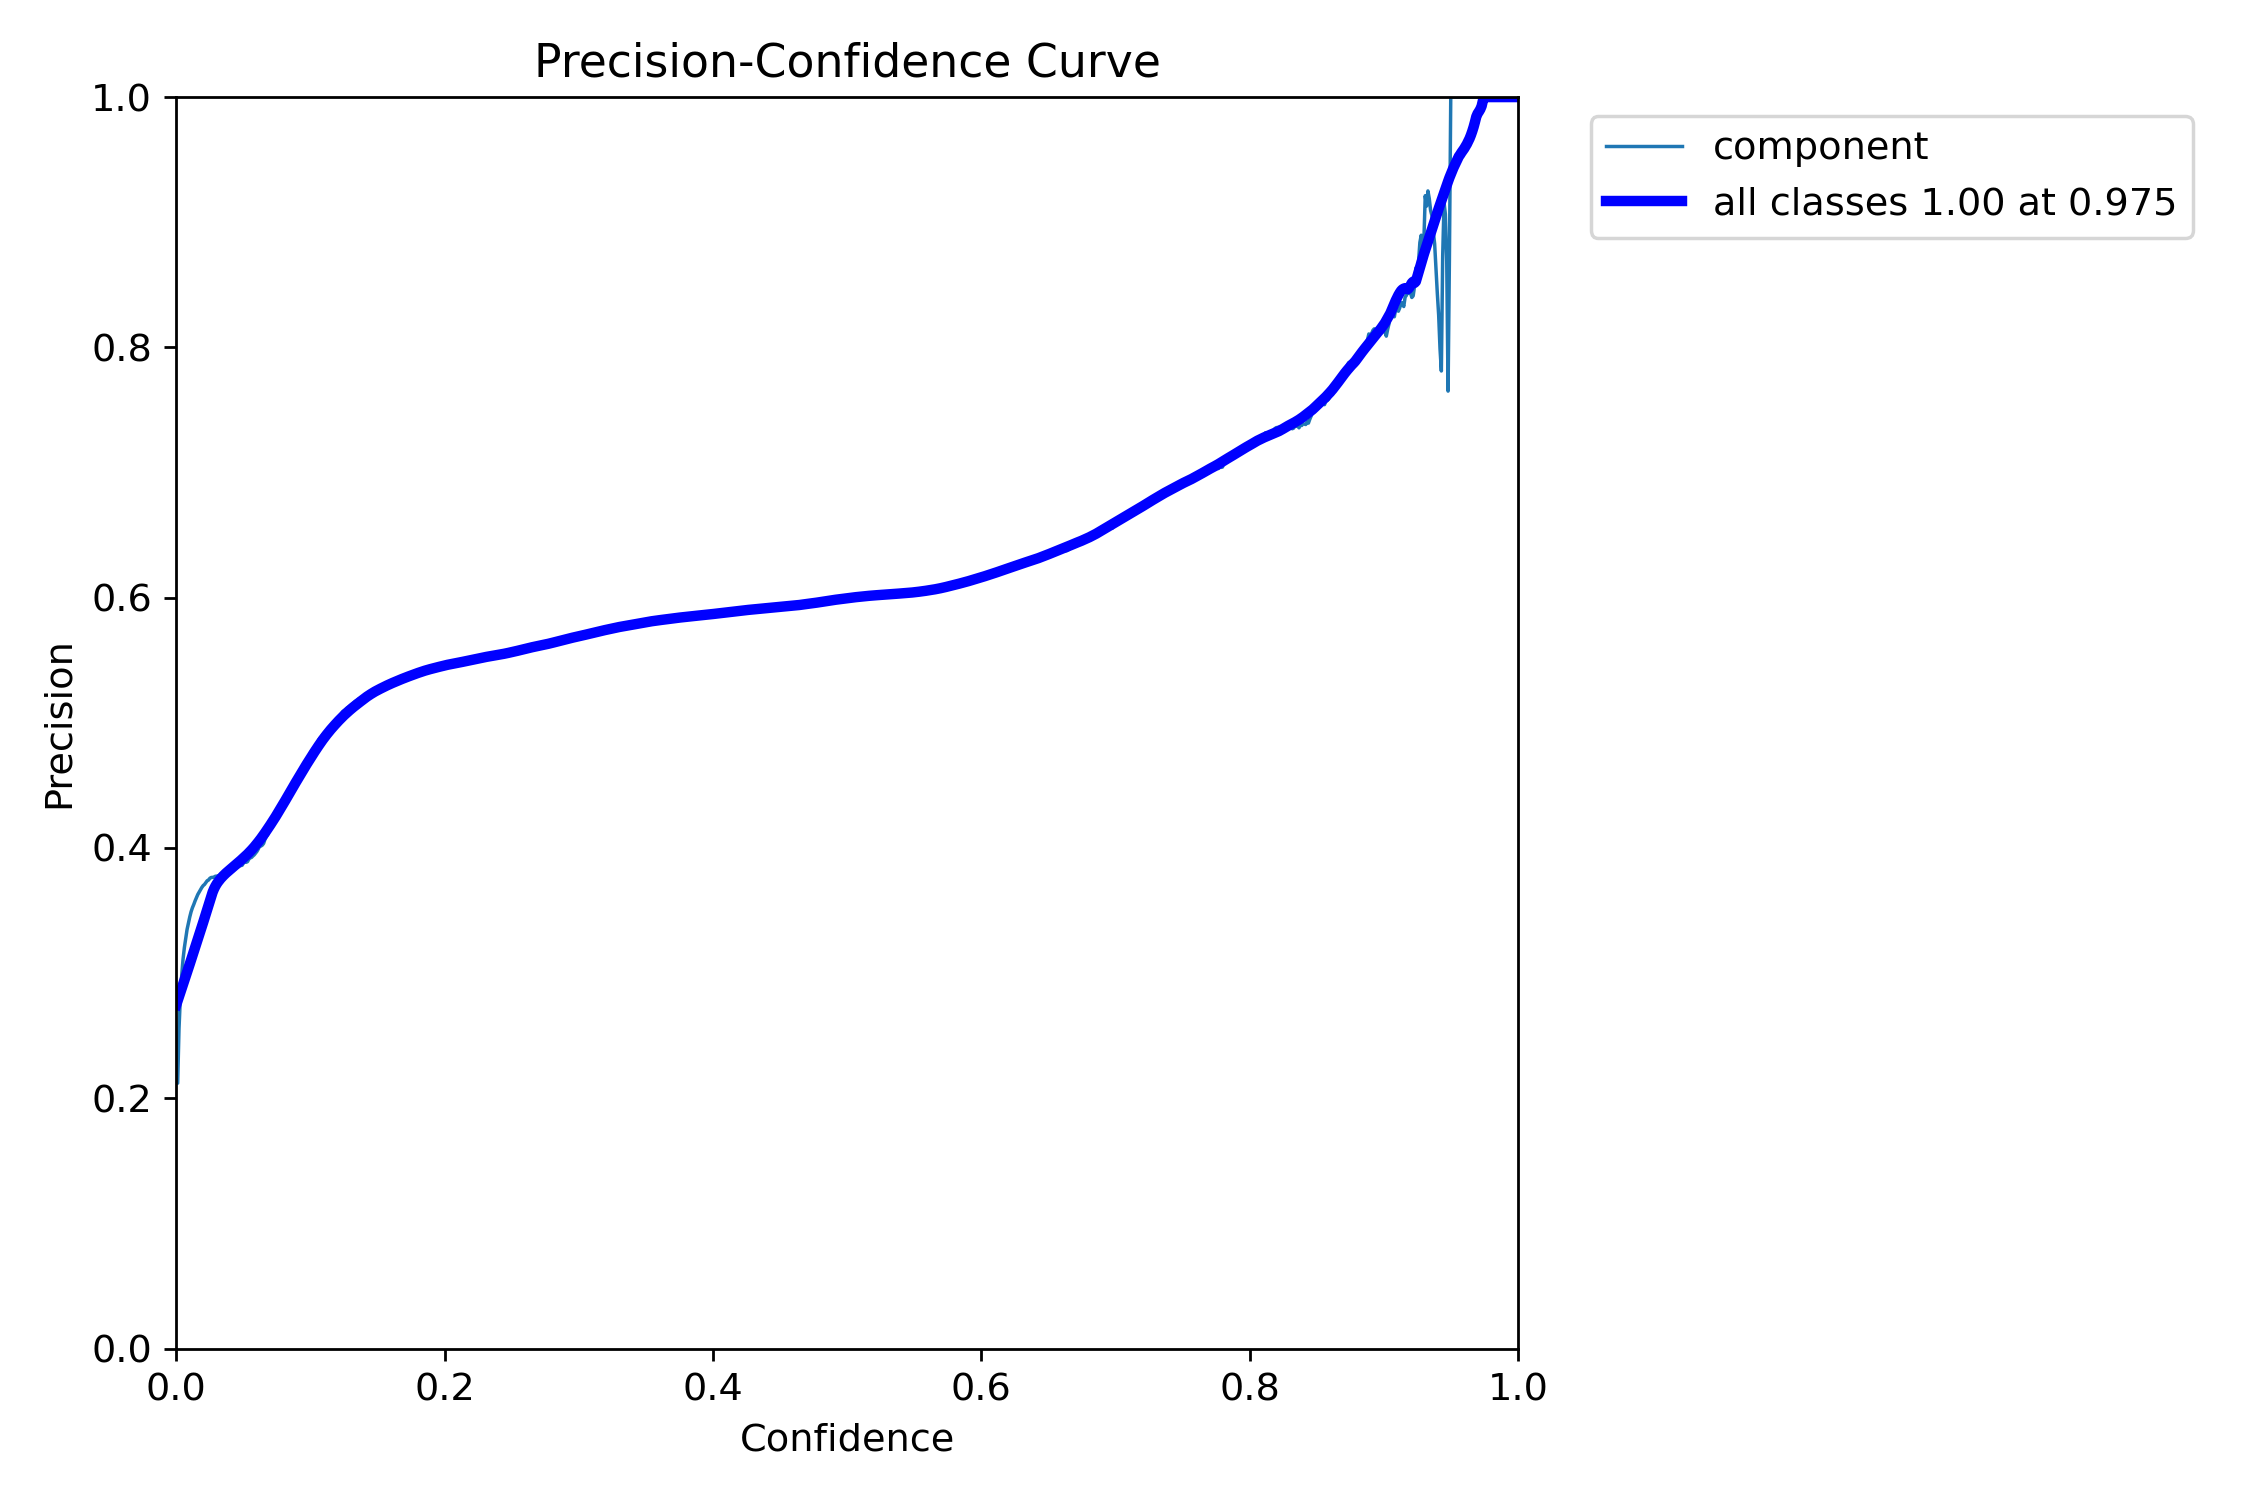 Precision-Confidence Curve
1.0
0.8
0.6
0.4
0.2
0.0
Precision
0.0 0.2 0.4 0.6 0.8 1.0
Confidence
component
all classes 1.00 at 0.975